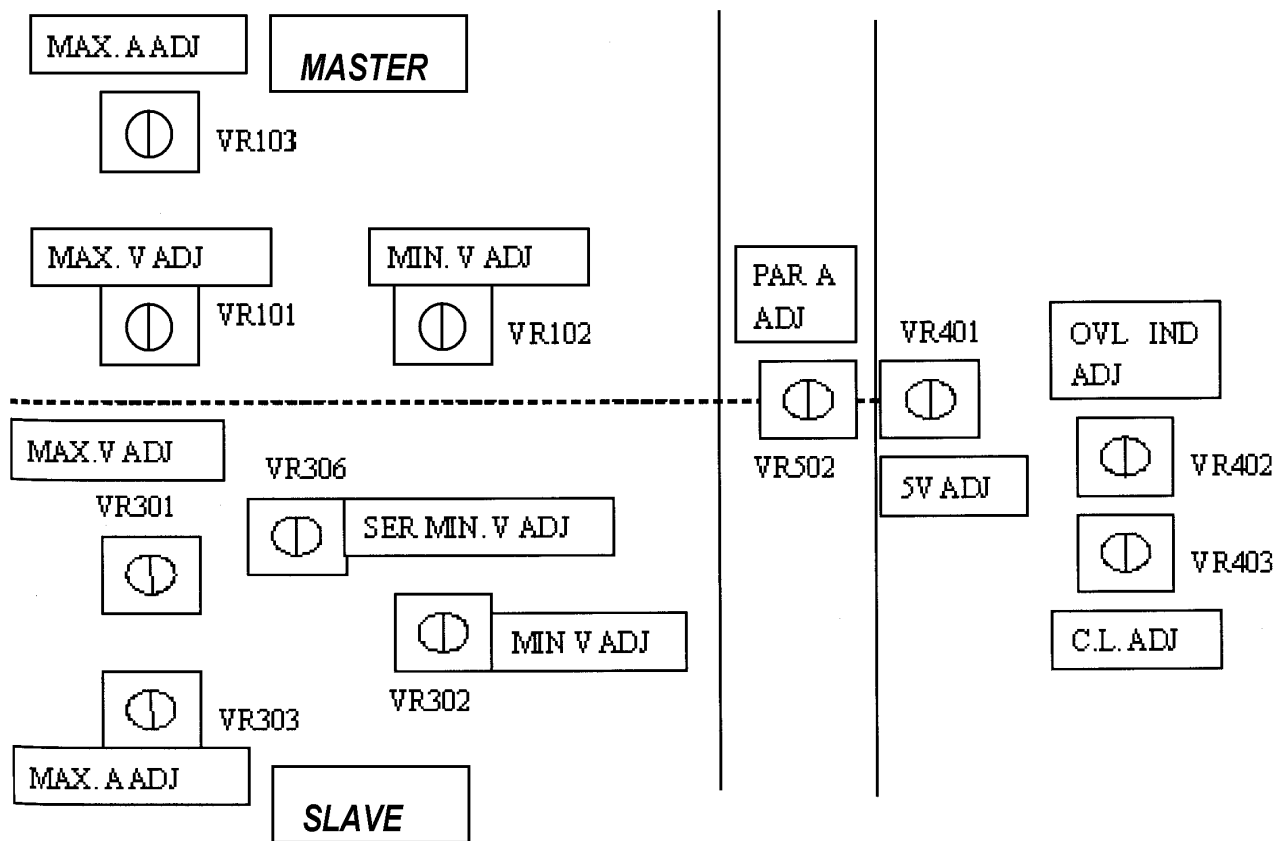 MAX. A ADJ
MASTER
VR103
MAX. V ADJ
VR101
MIN. V ADJ
VR102
PAR A
ADJ
VR502
VR401
5V ADJ
OVL IND
ADJ
VR402
VR403
C.L. ADJ
MAX.V ADJ
VR301
VR306
SER MIN. V ADJ
MIN V ADJ
VR302
VR303
MAX. A ADJ
SLAVE